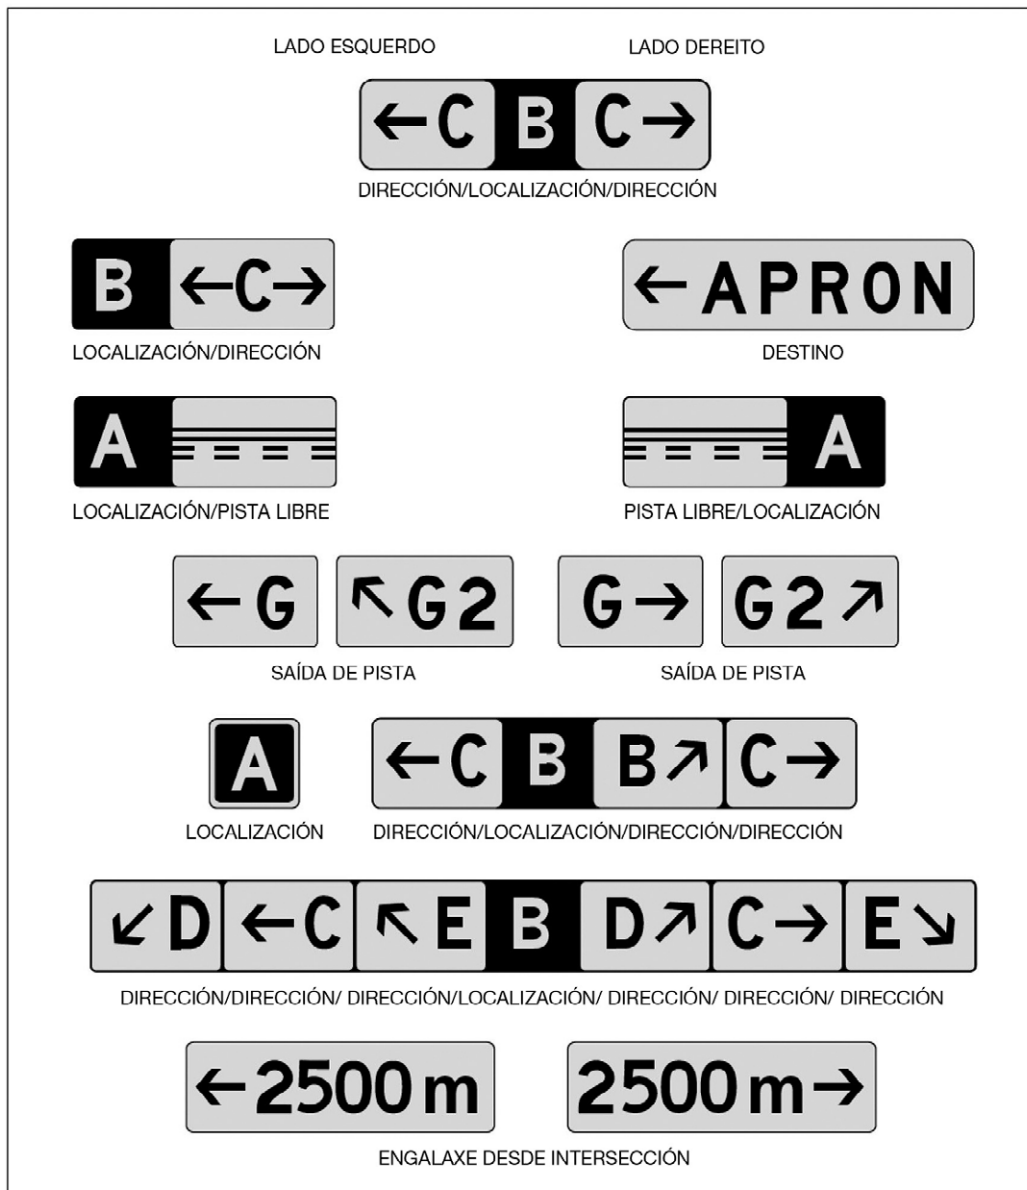 LADO ESQUERDO LADO DEREITO
←C B C→
DIRECCIÓN/LOCALIZACIÓN/DIRECCIÓN
B ←C→ ←APRON
LOCALIZACIÓN/DIRECCIÓN DESTINO
A A
LOCALIZACIÓN/PISTA LIBRE PISTA LIBRE/LOCALIZACIÓN
←G ↖G2 G→ G2↗
SAÍDA DE PISTA SAÍDA DE PISTA
A ←C B B↗ C→
LOCALIZACIÓN DIRECCIÓN/LOCALIZACIÓN/DIRECCIÓN/DIRECCIÓN
↙D ←C ↖E B D↗ C→ E↘
DIRECCIÓN/DIRECCIÓN/ DIRECCIÓN/LOCALIZACIÓN/ DIRECCIÓN/ DIRECCIÓN/ DIRECCIÓN
←2500 m 2500 m→
ENGALAXE DESDE INTERSECCIÓN